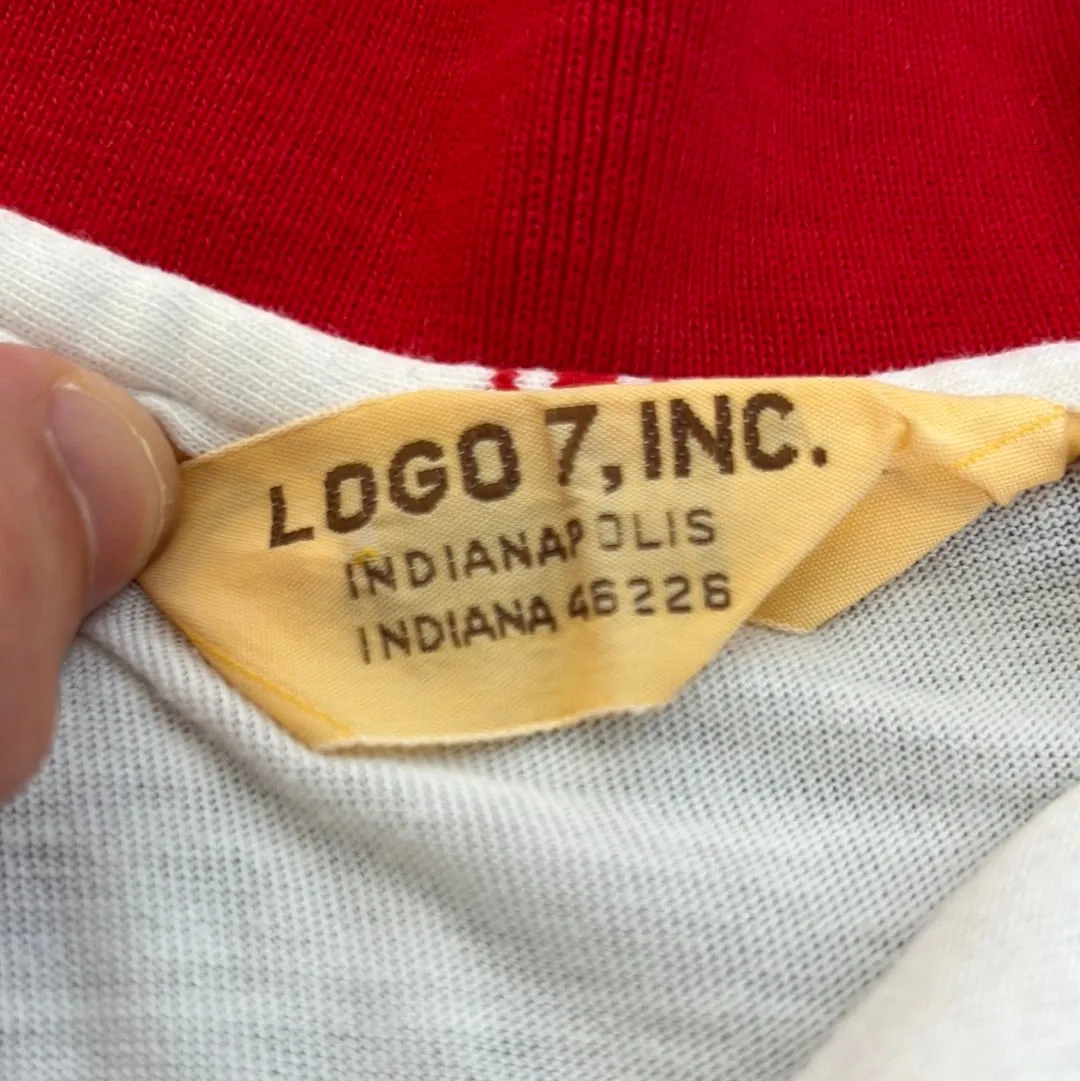 LOGO 7, INC.
INDIANAPOLIS
INDIANA 46226